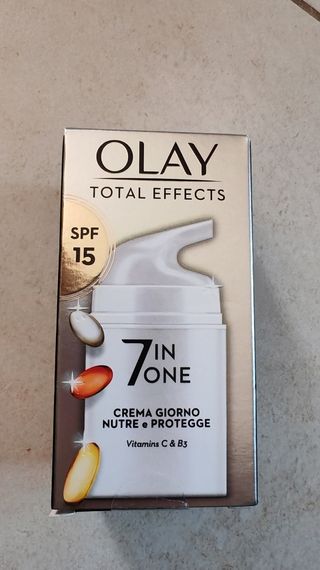 OLAY
TOTAL EFFECTS
SPF
15
7 IN
ONE
CREMA GIORNO
NUTRE e PROTEGGE
Vitamins C & B3